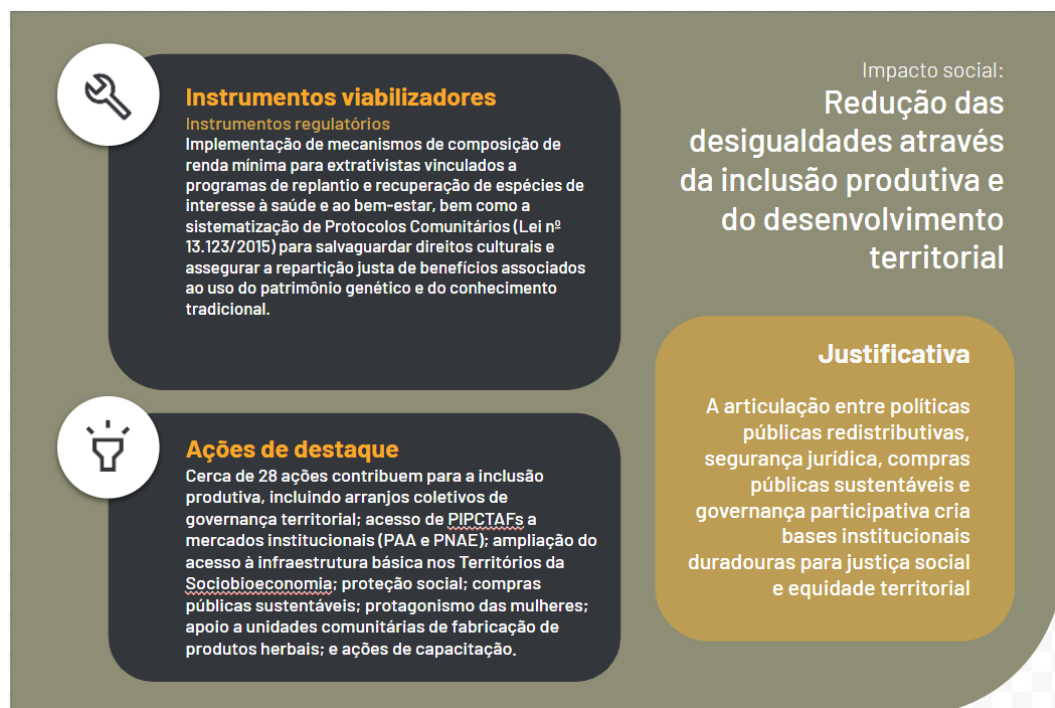 Instrumentos viabilizadores
Instrumentos regulatórios
Implementação de mecanismos de composição de
renda mínima para extrativistas vinculados a
programas de replantio e recuperação de espécies de
interesse à saúde e ao bem-estar, bem como a
sistematização de Protocolos Comunitários (Lei nº
13.123/2015) para salvaguardar direitos culturais e
assegurar a repartição justa de benefícios associados
ao uso do patrimônio genético e do conhecimento
tradicional.
Ações de destaque
Cerca de 28 ações contribuem para a inclusão
produtiva, incluindo arranjos coletivos de
governança territorial; acesso de PIPCTAFs a
mercados institucionais (PAA e PNAE); ampliação do
acesso à infraestrutura básica nos Territórios da
Sociobioeconomia; proteção social; compras
públicas sustentáveis; protagonismo das mulheres;
apoio a unidades comunitárias de fabricação de
produtos herbais; e ações de capacitação.
Impacto social:
Redução das
desigualdades através
da inclusão produtiva e
do desenvolvimento
territorial
Justificativa
A articulação entre políticas
públicas redistributivas,
segurança jurídica, compras
públicas sustentáveis e
governança participativa cria
bases institucionais
duradouras para justiça social
e equidade territorial